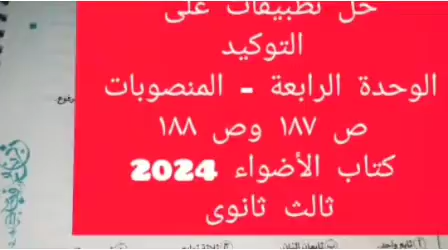 حل تطبيقات على
التوكيد
الوحدة الرابعة - المنصوبات
ص ١٨٧ وص ١٨٨
كتاب الأضواء 2024
ثالث ثانوى